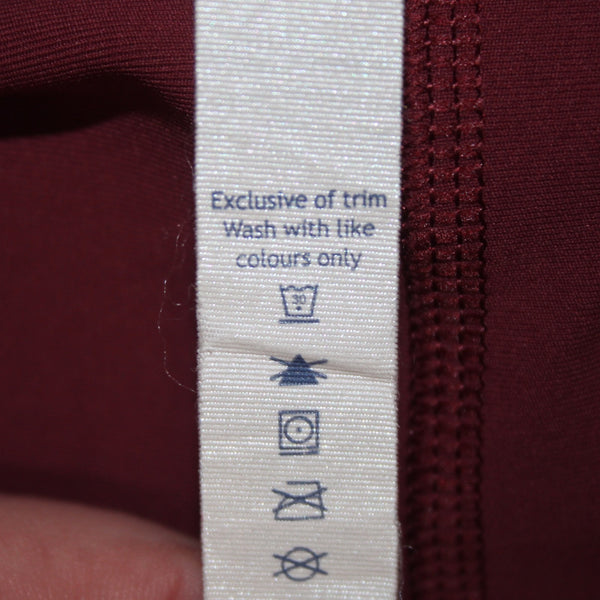 Exclusive of trim
Wash with like
colours only
30